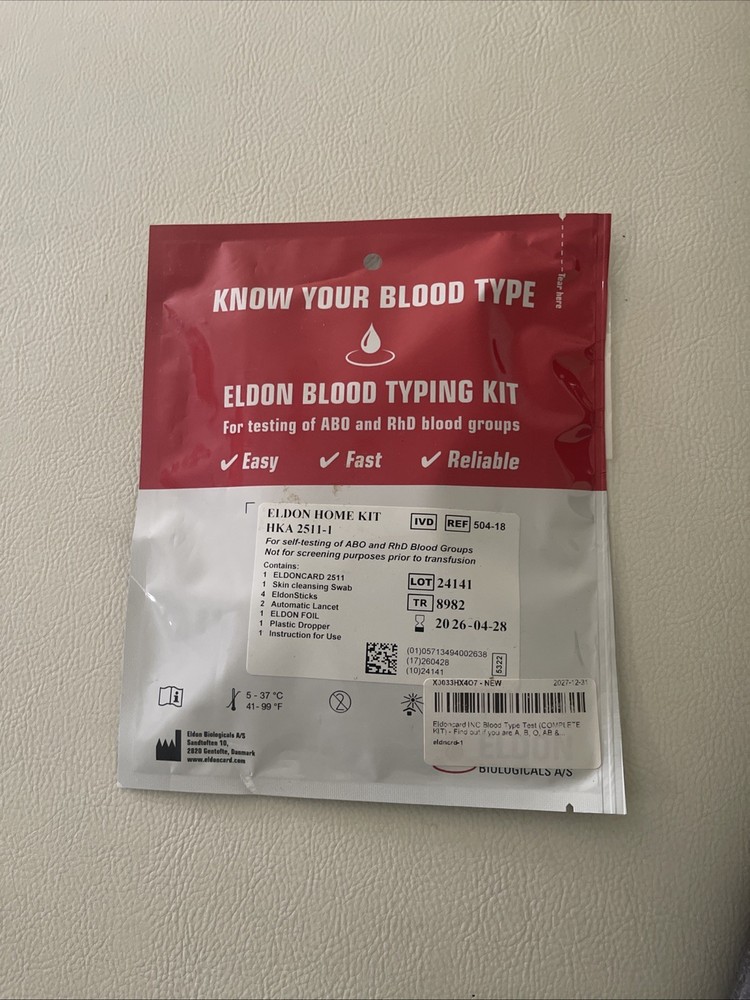 Tear here
KNOW YOUR BLOOD TYPE
ELDON BLOOD TYPING KIT
For testing of ABO and RhD blood groups
✓ Easy ✓ Fast ✓ Reliable
ELDON HOME KIT
HKA 2511-1
IVD REF 504-18
For self-testing of ABO and RhD Blood Groups
Not for screening purposes prior to transfusion
Contains:
1 ELDONCARD 2511
1 Skin cleansing Swab
4 EldonSticks
2 Automatic Lancet
1 ELDON FOIL
1 Plastic Dropper
1 Instruction for Use
LOT 24141
TR 8982
2026-04-28
(01)05713494002638
(17)260428
(10)24141
5322
5 - 37 °C
41- 99 °F
2
Eldon Biologicals A/S
Sandtoften 10,
2820 Gentofte, Denmark
www.eldoncard.com
X3633HX4O7 - NEW 2027-12-31
Eldoncard INC Blood Type Test (COMPLETE
KIT) - Find out if you are A, B, O, AB &...
eldncrd-1
ELDON
BIOLOGICALS A/S